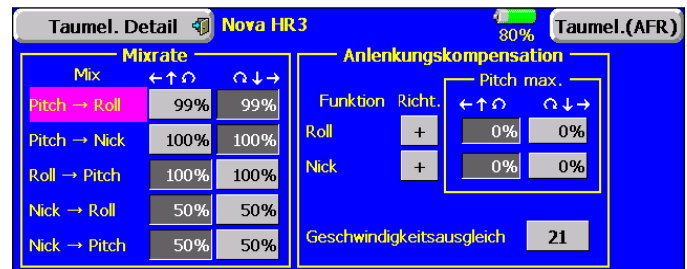 Taumel. Detail Nova HR3 80% Taumel.(AFR)
Mixrate
Mix ←↑↷ ↶↓→
Pitch → Roll 99% 99%
Pitch → Nick 100% 100%
Roll → Pitch 100% 100%
Nick → Roll 50% 50%
Nick → Pitch 50% 50%
Anlenkungskompensation
Pitch max.
Funktion Richt. ←↑↷ ↶↓→
Roll + 0% 0%
Nick + 0% 0%
Geschwindigkeitsausgleich 21